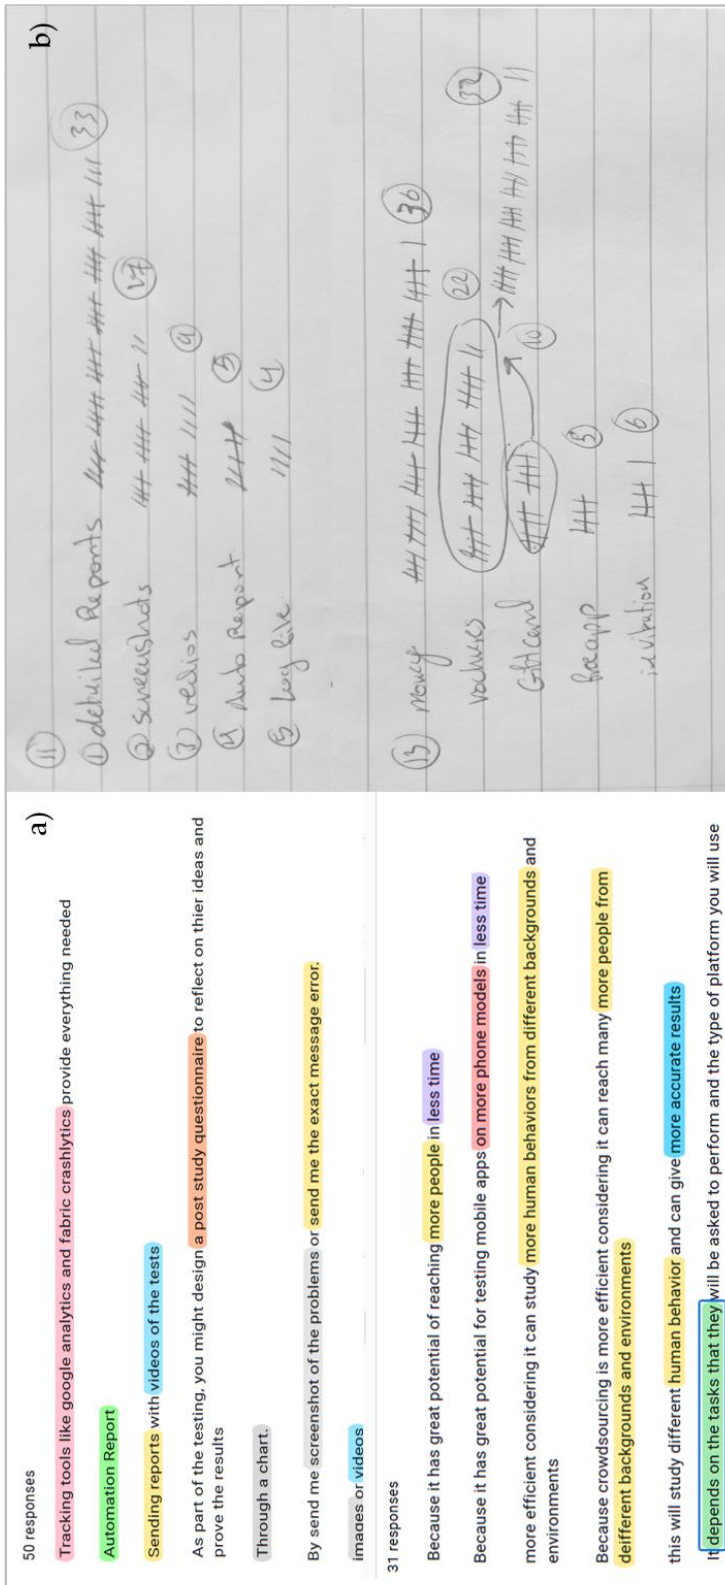 a)
50 responses
Tracking tools like google analytics and fabric crashlytics provide everything needed
Automation Report
Sending reports with videos of the tests
As part of the testing, you might design a post study questionnaire to reflect on thier ideas and
prove the results
Through a chart.
By send me screenshot of the problems or send me the exact message error.
images or videos
31 responses
Because it has great potential of reaching more people in less time
Because it has great potential for testing mobile apps on more phone models in less time
more efficient considering it can study more human behaviors from different backgrounds and
environments
Because crowdsourcing is more efficient considering it can reach many more people from
deifferent backgrounds and environments
this will study different human behavior and can give more accurate results
It depends on the tasks that they will be asked to perform and the type of platform you will use
b)
11
1 detailed Reports 33
2 screenshots 27
3 vedios 9
4 Auto Report 5
5 Log 4
13 Money 36
vochures 22 32
Gift card 10
free app 5
invitation 6